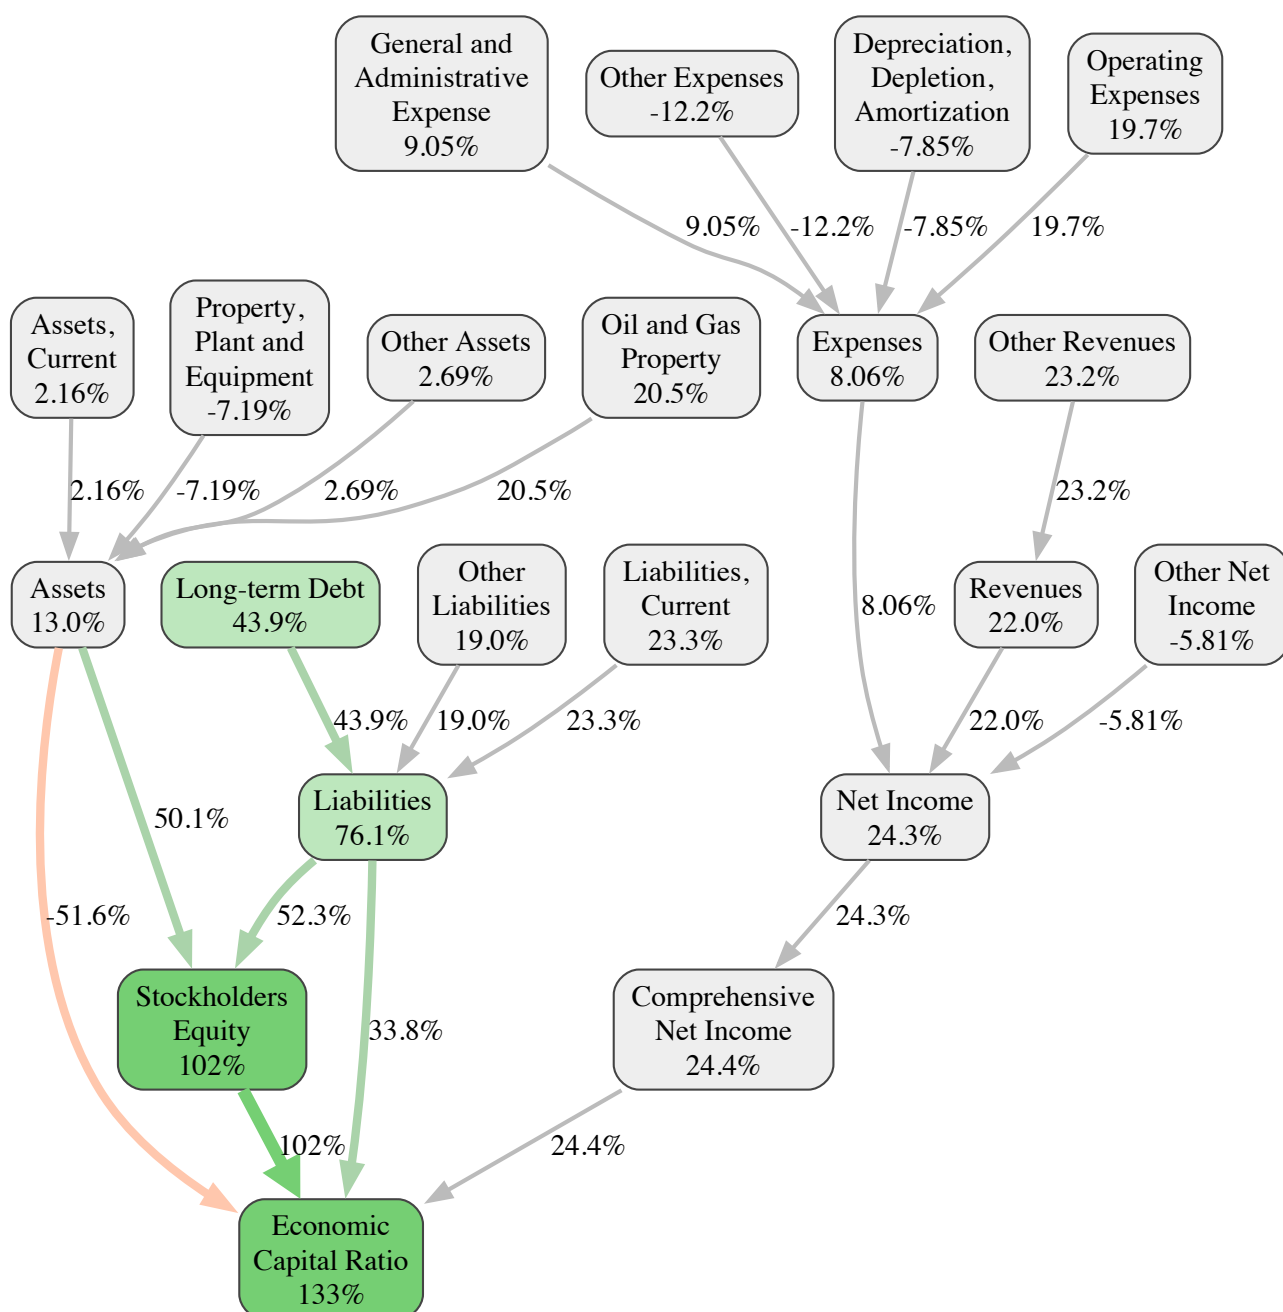 General and
Administrative
Expense
9.05%
Other Expenses
-12.2%
Depreciation,
Depletion,
Amortization
-7.85%
Operating
Expenses
19.7%
9.05%
-12.2%
-7.85%
19.7%
Assets,
Current
2.16%
Property,
Plant and
Equipment
-7.19%
Other Assets
2.69%
Oil and Gas
Property
20.5%
Expenses
8.06%
Other Revenues
23.2%
2.16%
-7.19%
2.69%
20.5%
23.2%
Assets
13.0%
Long-term Debt
43.9%
Other
Liabilities
19.0%
Liabilities,
Current
23.3%
8.06%
Revenues
22.0%
Other Net
Income
-5.81%
43.9%
19.0%
23.3%
22.0%
-5.81%
50.1%
Liabilities
76.1%
Net Income
24.3%
-51.6%
52.3%
24.3%
Stockholders
Equity
102%
33.8%
Comprehensive
Net Income
24.4%
102%
24.4%
Economic
Capital Ratio
133%